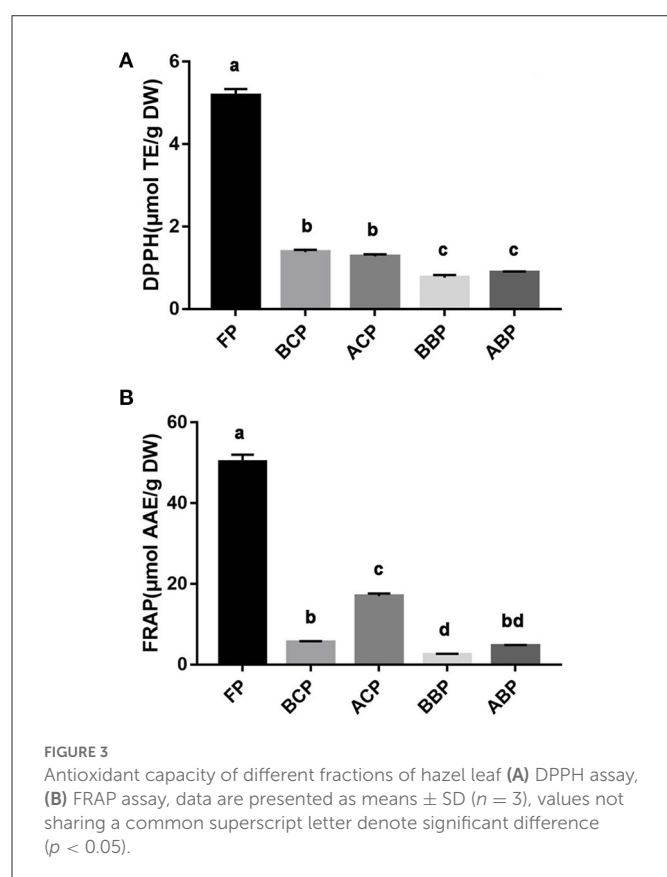 A
DPPH(μmol TE/g DW)
6
4
2
0
a
b
b
c
c
FP
BCP
ACP
BBP
ABP
B
FRAP(μmol AAE/g DW)
60
40
20
0
a
b
c
d
bd
FP
BCP
ACP
BBP
ABP
FIGURE 3
Antioxidant capacity of different fractions of hazel leaf (A) DPPH assay,
(B) FRAP assay, data are presented as means ± SD (n = 3), values not
sharing a common superscript letter denote significant difference
(p < 0.05).